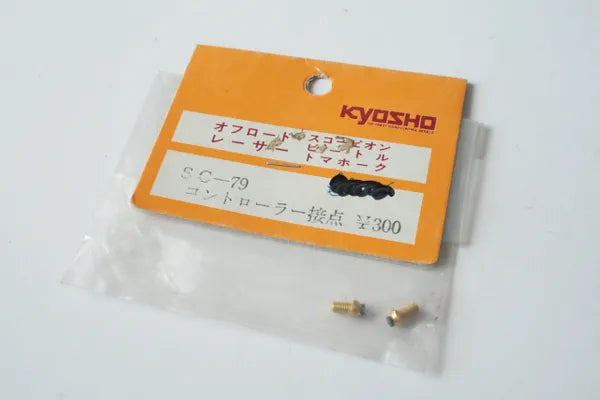 KYOSHO
オフロード スコーピオン
レーサー ビートル
トマホーク
SC-79
コントローラー接点 ¥300